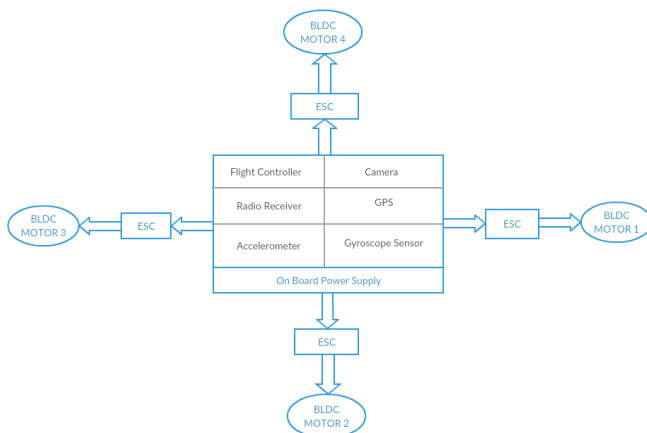 BLDC
MOTOR 4
ESC
Flight Controller
Camera
Radio Receiver
GPS
BLDC
MOTOR 3
ESC
Accelerometer
Gyroscope Sensor
ESC
BLDC
MOTOR 1
On Board Power Supply
ESC
BLDC
MOTOR 2